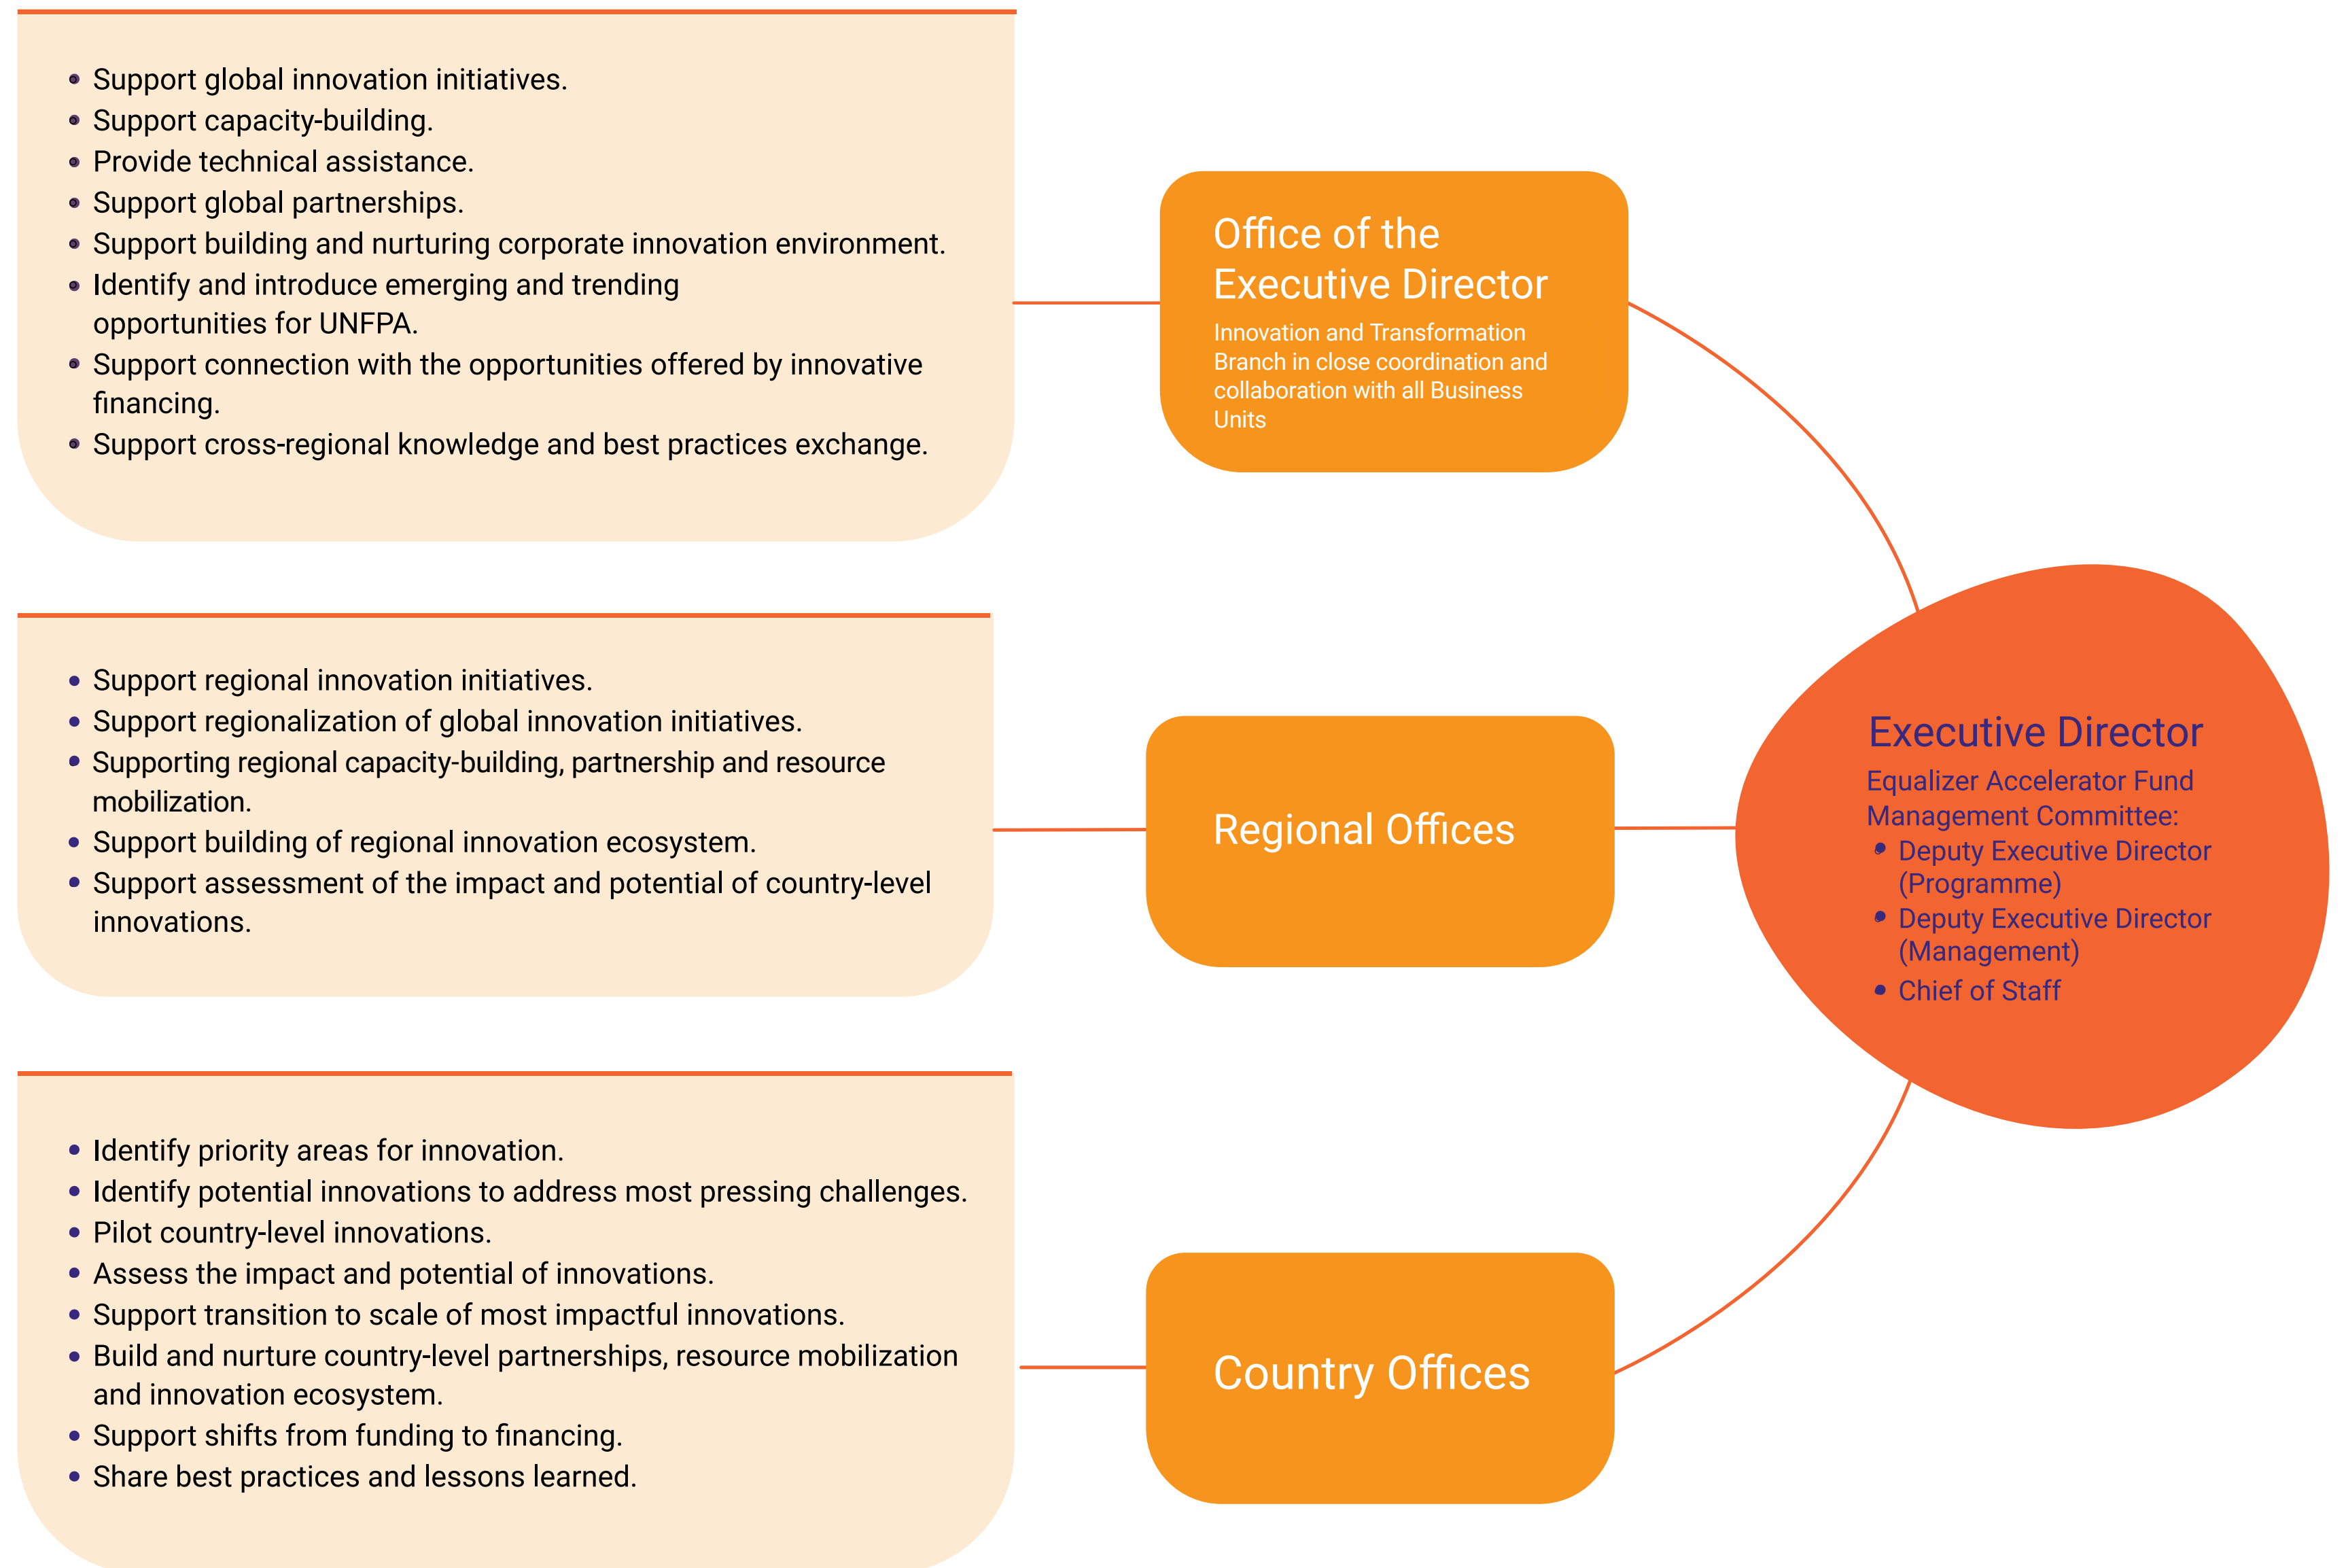 • Support global innovation initiatives.
• Support capacity-building.
• Provide technical assistance.
• Support global partnerships.
• Support building and nurturing corporate innovation environment.
• Identify and introduce emerging and trending
opportunities for UNFPA.
• Support connection with the opportunities offered by innovative
financing.
• Support cross-regional knowledge and best practices exchange.
Office of the
Executive Director
Innovation and Transformation
Branch in close coordination and
collaboration with all Business
Units
• Support regional innovation initiatives.
• Support regionalization of global innovation initiatives.
• Supporting regional capacity-building, partnership and resource
mobilization.
• Support building of regional innovation ecosystem.
• Support assessment of the impact and potential of country-level
innovations.
Regional Offices
Executive Director
Equalizer Accelerator Fund
Management Committee:
• Deputy Executive Director
(Programme)
• Deputy Executive Director
(Management)
• Chief of Staff
• Identify priority areas for innovation.
• Identify potential innovations to address most pressing challenges.
• Pilot country-level innovations.
• Assess the impact and potential of innovations.
• Support transition to scale of most impactful innovations.
• Build and nurture country-level partnerships, resource mobilization
and innovation ecosystem.
• Support shifts from funding to financing.
• Share best practices and lessons learned.
Country Offices